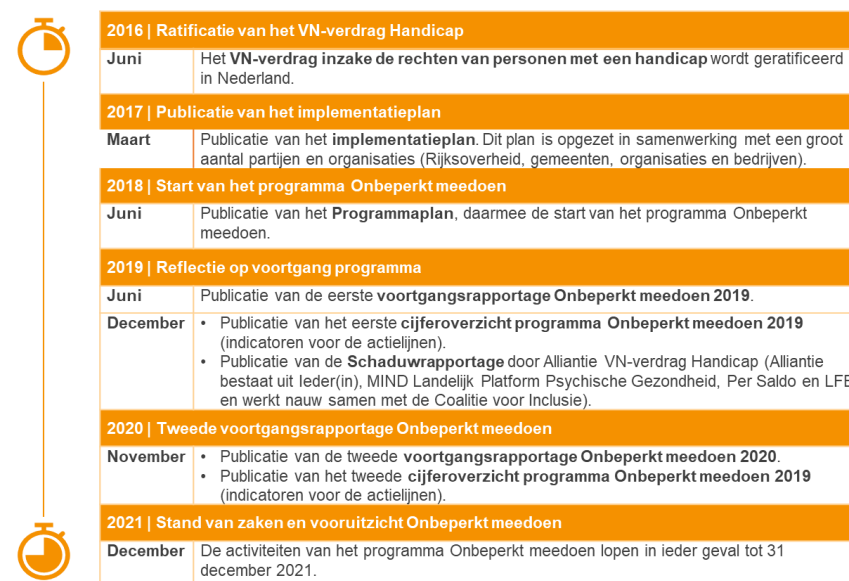 2016 | Ratificatie van het VN-verdrag Handicap
Juni Het VN-verdrag inzake de rechten van personen met een handicap wordt geratificeerd
in Nederland.
2017 | Publicatie van het implementatieplan
Maart Publicatie van het implementatieplan. Dit plan is opgezet in samenwerking met een groot
aantal partijen en organisaties (Rijksoverheid, gemeenten, organisaties en bedrijven).
2018 | Start van het programma Onbeperkt meedoen
Juni Publicatie van het Programmaplan, daarmee de start van het programma Onbeperkt
meedoen.
2019 | Reflectie op voortgang programma
Juni Publicatie van de eerste voortgangsrapportage Onbeperkt meedoen 2019.
December • Publicatie van het eerste cijferoverzicht programma Onbeperkt meedoen 2019
(indicatoren voor de actielijnen).
• Publicatie van de Schaduwrapportage door Alliantie VN-verdrag Handicap (Alliantie
bestaat uit Ieder(in), MIND Landelijk Platform Psychische Gezondheid, Per Saldo en LFB
en werkt nauw samen met de Coalitie voor Inclusie).
2020 | Tweede voortgangsrapportage Onbeperkt meedoen
November • Publicatie van de tweede voortgangsrapportage Onbeperkt meedoen 2020.
• Publicatie van het tweede cijferoverzicht programma Onbeperkt meedoen 2019
(indicatoren voor de actielijnen).
2021 | Stand van zaken en vooruitzicht Onbeperkt meedoen
December De activiteiten van het programma Onbeperkt meedoen lopen in ieder geval tot 31
december 2021.